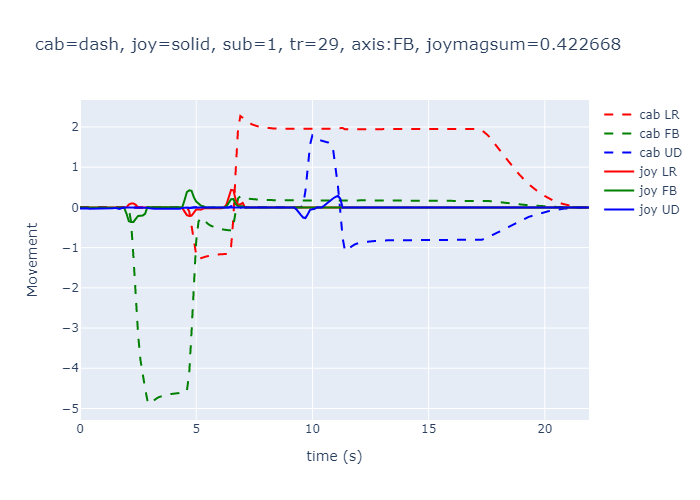 cab=dash, joy=solid, sub=1, tr=29, axis:FB, joymagsum=0.422668
cab LR
cab FB
cab UD
joy LR
joy FB
joy UD
Movement
2
1
0
−1
−2
−3
−4
−5
0 5 10 15 20
time (s)